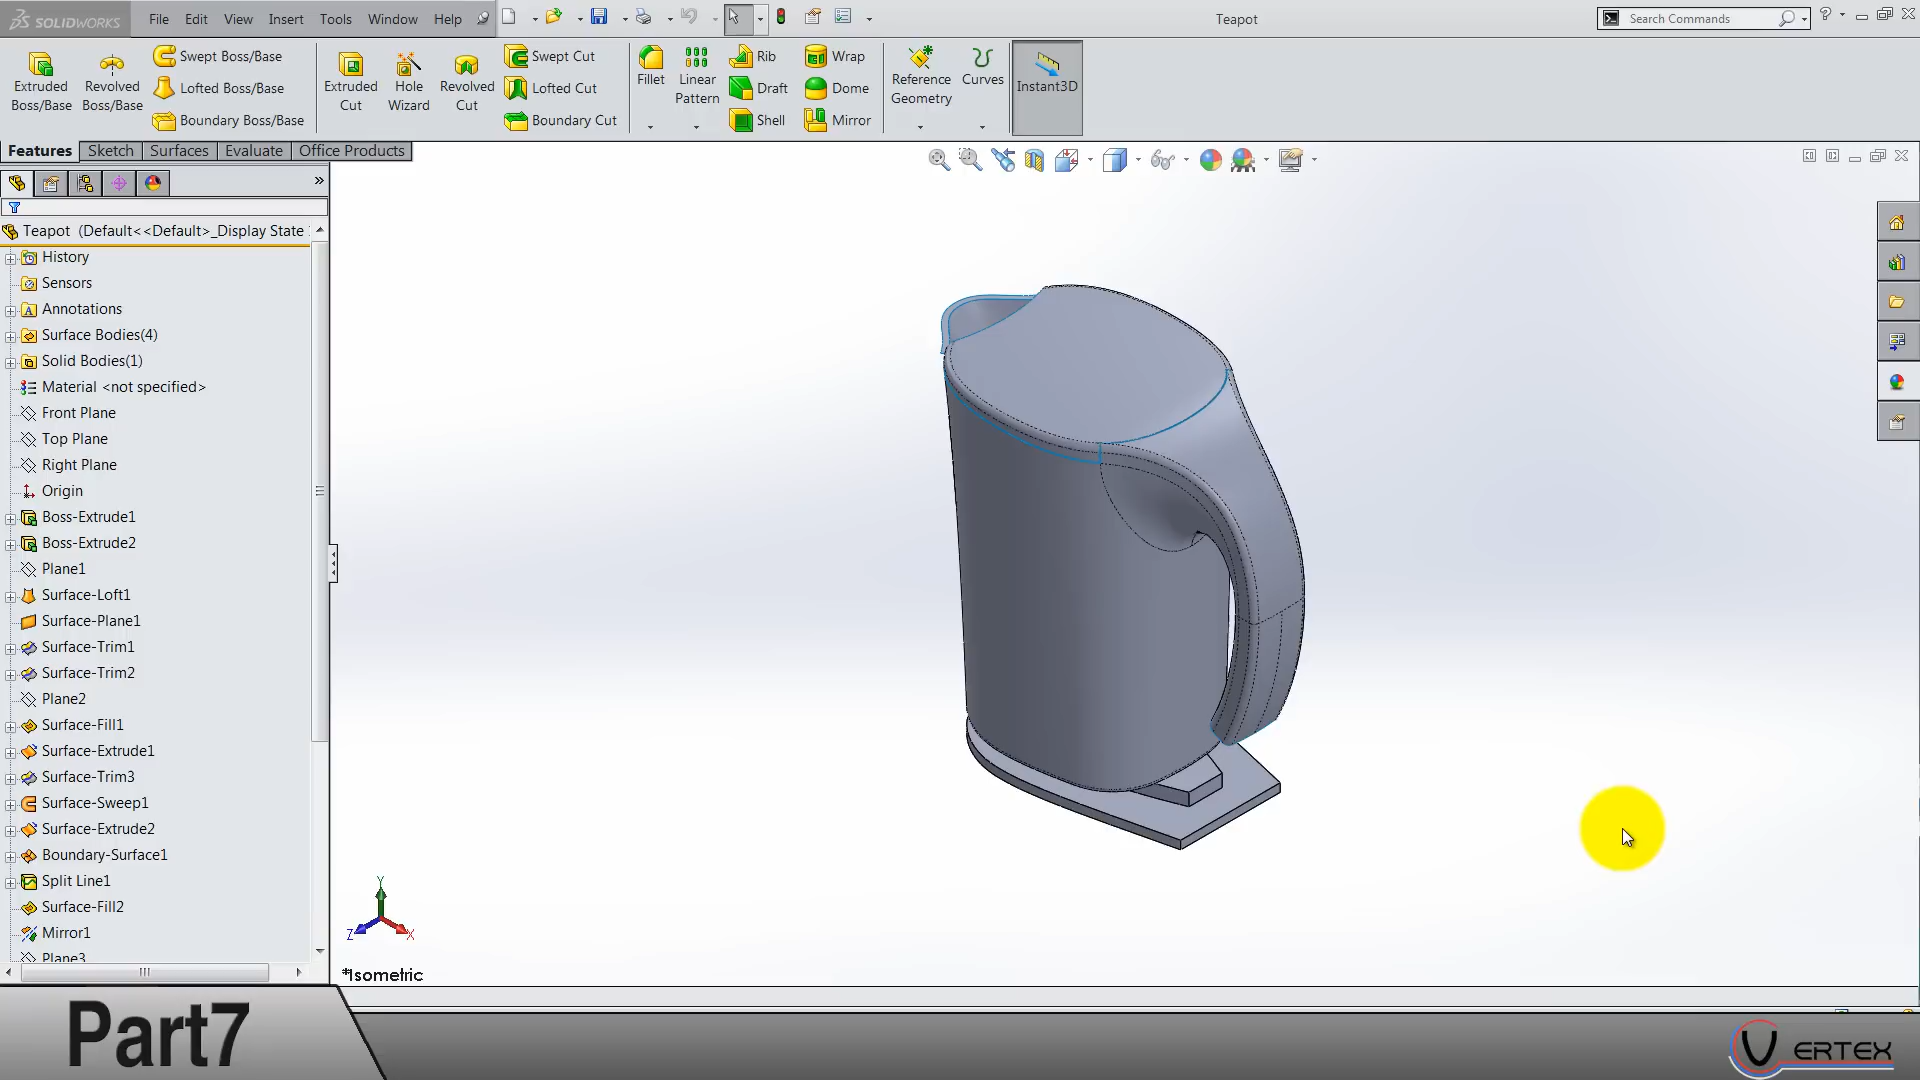 SOLIDWORKS File Edit View Insert Tools Window Help Teapot Search Commands
Extruded Boss/Base
Revolved Boss/Base
Swept Boss/Base
Lofted Boss/Base
Boundary Boss/Base
Extruded Cut
Hole Wizard
Revolved Cut
Swept Cut
Lofted Cut
Boundary Cut
Fillet
Linear Pattern
Rib
Draft
Shell
Wrap
Dome
Mirror
Reference Geometry
Curves
Instant3D
Features Sketch Surfaces Evaluate Office Products
Teapot (Default<<Default>_Display State
History
Sensors
Annotations
Surface Bodies(4)
Solid Bodies(1)
Material <not specified>
Front Plane
Top Plane
Right Plane
Origin
Boss-Extrude1
Boss-Extrude2
Plane1
Surface-Loft1
Surface-Plane1
Surface-Trim1
Surface-Trim2
Plane2
Surface-Fill1
Surface-Extrude1
Surface-Trim3
Surface-Sweep1
Surface-Extrude2
Boundary-Surface1
Split Line1
Surface-Fill2
Mirror1
Plane3
Y
Z X
*Isometric
Part7
VERTEX